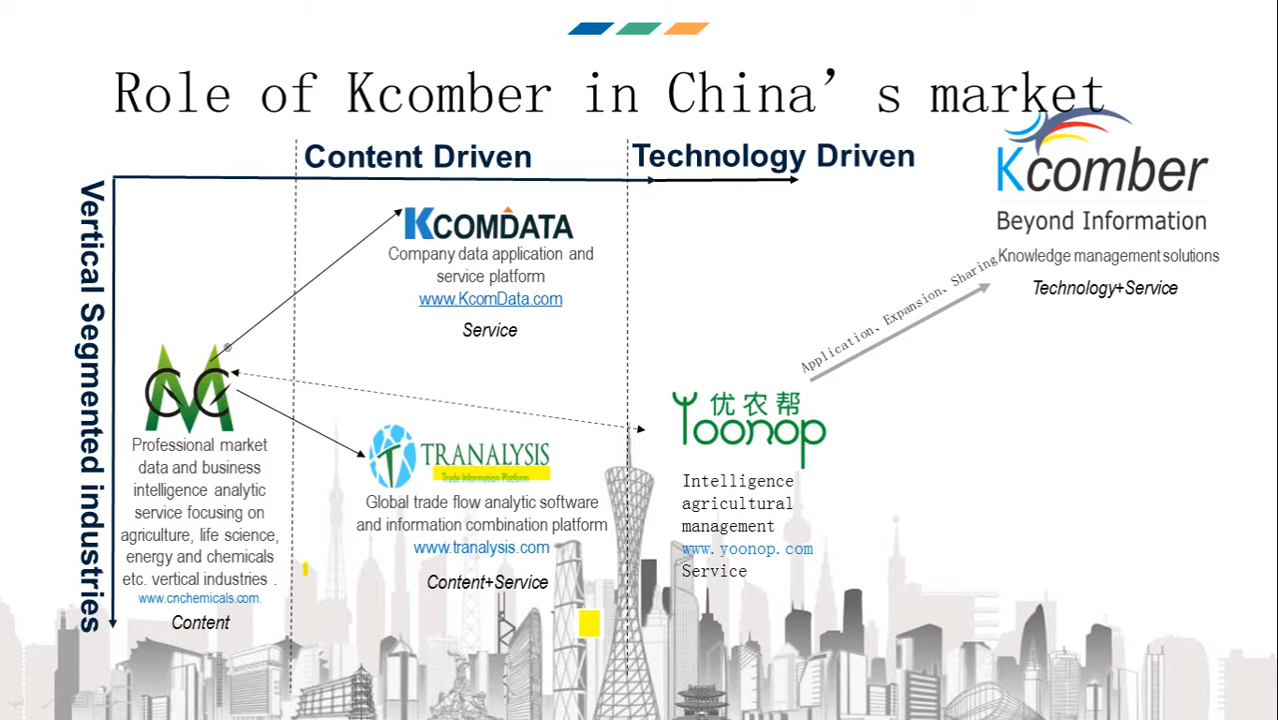 Role of Kcomber in China’s market
Content Driven
Technology Driven
Vertical Segmented industries
Kcomber
Beyond Information
Knowledge management solutions
Technology+Service
Application、Expansion、Sharing
KCOMDATA
Company data application and
service platform
www.KcomData.com
Service
CCM
Professional market
data and business
intelligence analytic
service focusing on
agriculture, life science,
energy and chemicals
etc. vertical industries .
www.cnchemicals.com.
Content
TRANALYSIS
Trade Information Platform
Global trade flow analytic software
and information combination platform
www.tranalysis.com
Content+Service
优农帮
Yoonop
Intelligence
agricultural
management
www.yoonop.com
Service